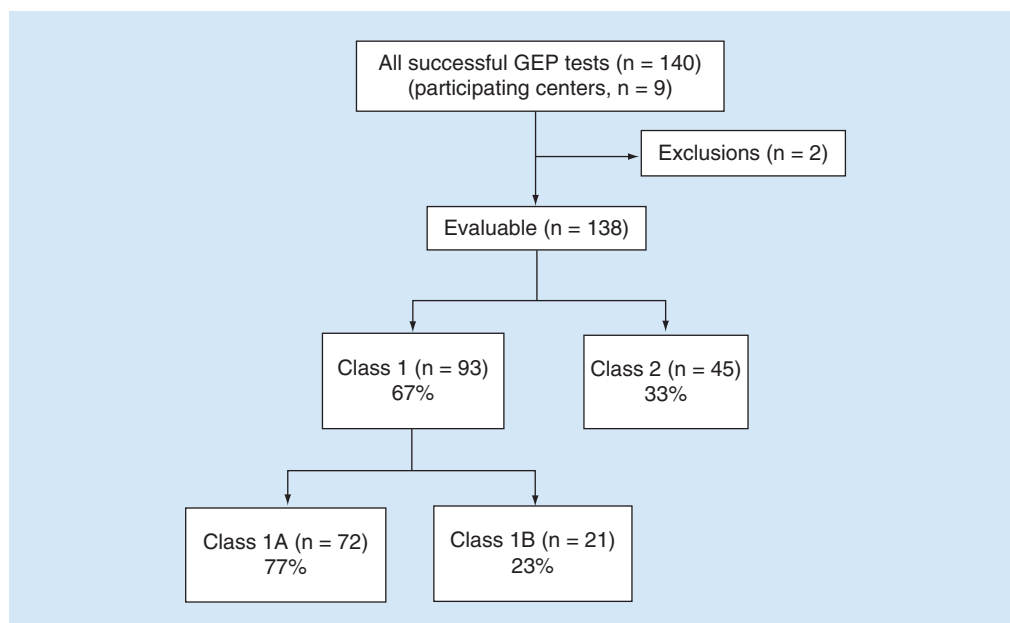 All successful GEP tests (n = 140)
(participating centers, n = 9)
Exclusions (n = 2)
Evaluable (n = 138)
Class 1 (n = 93)
67%
Class 2 (n = 45)
33%
Class 1A (n = 72)
77%
Class 1B (n = 21)
23%